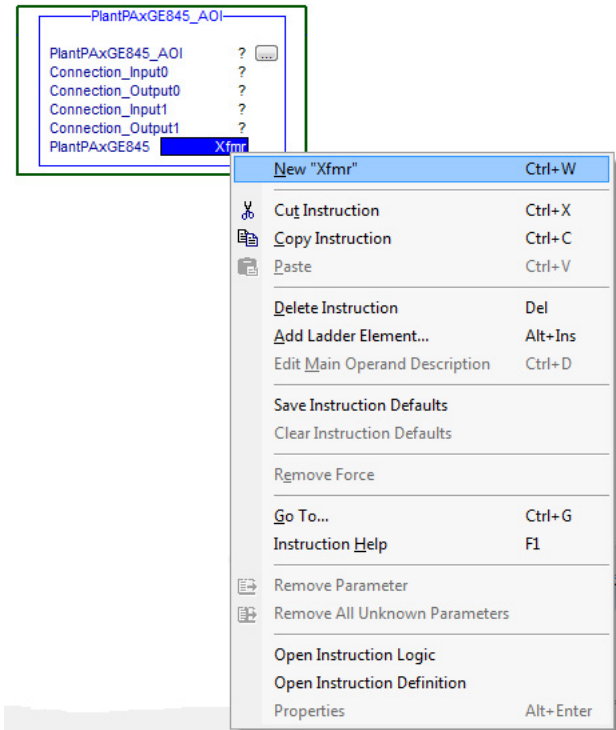 PlantPAxGE845_AOI
PlantPAxGE845_AOI ? ...
Connection_Input0 ?
Connection_Output0 ?
Connection_Input1 ?
Connection_Output1 ?
PlantPAxGE845 Xfmr
New "Xfmr" Ctrl+W
Cut Instruction Ctrl+X
Copy Instruction Ctrl+C
Paste Ctrl+V
Delete Instruction Del
Add Ladder Element... Alt+Ins
Edit Main Operand Description Ctrl+D
Save Instruction Defaults
Clear Instruction Defaults
Remove Force
Go To... Ctrl+G
Instruction Help F1
Remove Parameter
Remove All Unknown Parameters
Open Instruction Logic
Open Instruction Definition
Properties Alt+Enter